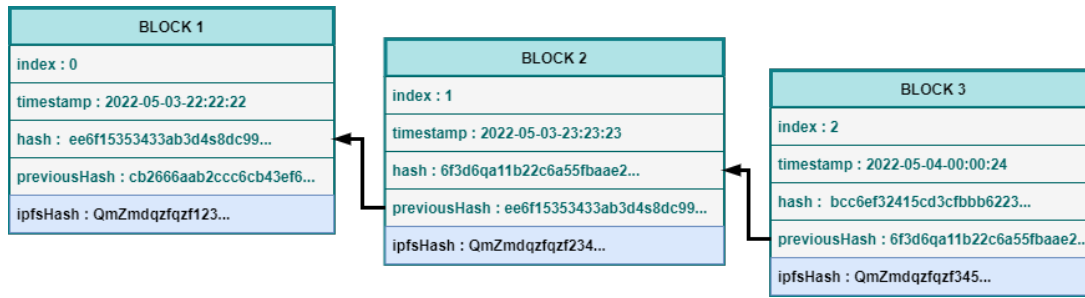 BLOCK 1
index : 0
timestamp : 2022-05-03-22:22:22
hash :  ee6f15353433ab3d4s8dc99...
previousHash : cb2666aab2ccc6cb43ef6...
ipfsHash : QmZmdqzfqzf123...
BLOCK 2
index : 1
timestamp : 2022-05-03-23:23:23
hash : 6f3d6qa11b22c6a55fbaae2...
previousHash : ee6f15353433ab3d4s8dc99...
ipfsHash : QmZmdqzfqzf234...
BLOCK 3
index : 2
timestamp : 2022-05-04-00:00:24
hash :  bcc6ef32415cd3cfbbb6223...
previousHash : 6f3d6qa11b22c6a55fbaae2..
ipfsHash : QmZmdqzfqzf345...